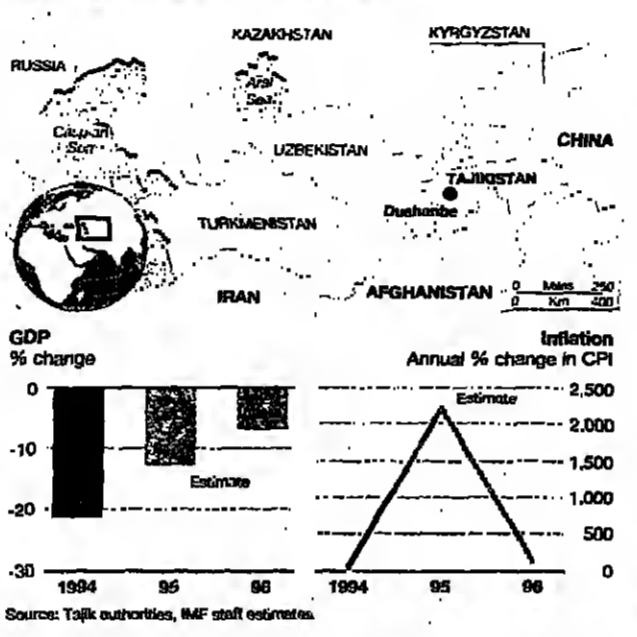 KAZAKHSTAN
KYRGYZSTAN
RUSSIA
Aral
Sea
Caspian
Sea
UZBEKISTAN
CHINA
TAJIKISTAN
Dushanbe
TURKMENISTAN
IRAN
AFGHANISTAN
0 Miles 250
0 Km 400
GDP
% change
0
-10
-20
-30
Estimate
1994 95 96
Inflation
Annual % change in CPI
Estimate
2,500
2,000
1,500
1,000
500
0
1994 95 96
Source: Tajik authorities, IMF staff estimates